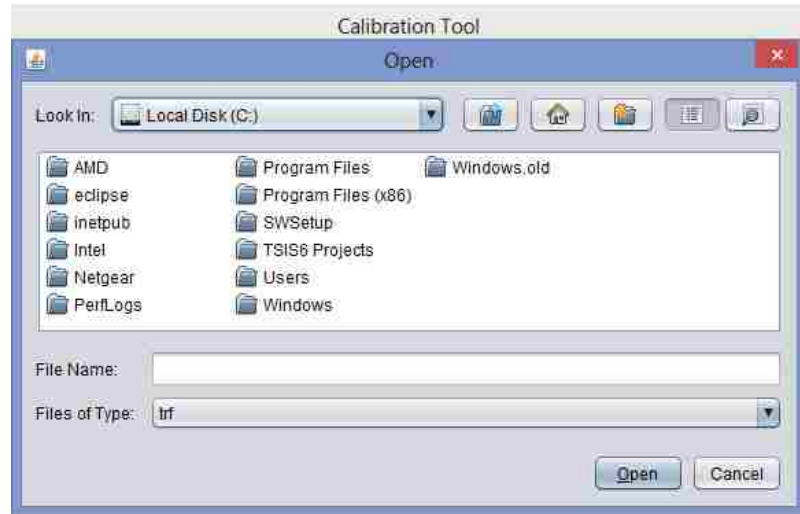 Calibration Tool
Open
Look In: Local Disk (C:)
AMD Program Files Windows.old
eclipse Program Files (x86)
inetpub SWSetup
Intel TSIS6 Projects
Netgear Users
PerfLogs Windows
File Name:
Files of Type: trf
Open Cancel